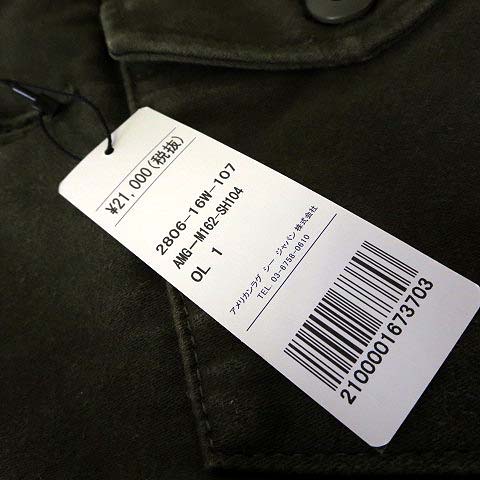 ¥21,000(税抜)
2806-16W-107
AMG-M162-SH104
OL 1
アメリカンラグ シー ジャパン株式会社
TEL 03-6758-0610
2100001673703